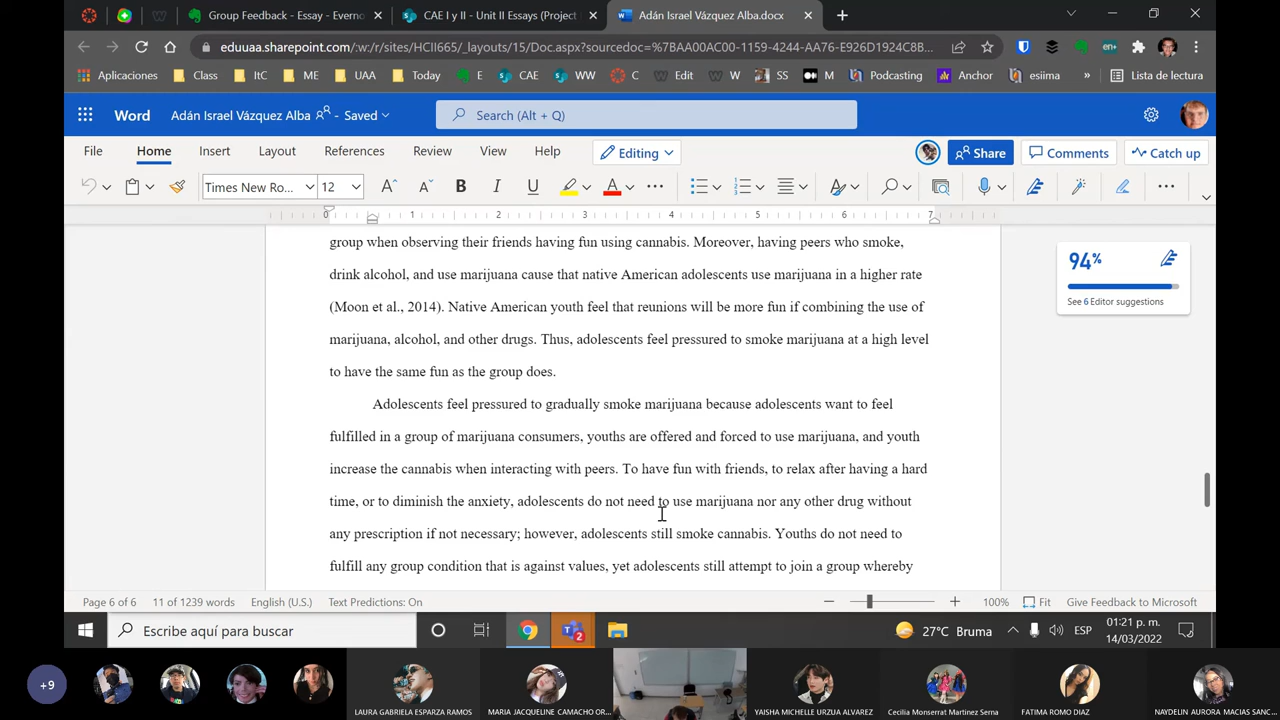 Group Feedback - Essay - Everno
CAE I y II - Unit II Essays (Project
Adán Israel Vázquez Alba.docx
eduuaa.sharepoint.com/:w:/r/sites/HCII665/_layouts/15/Doc.aspx?sourcedoc=%7BAA00AC00-1159-4244-AA76-E926D1924C8B...
Aplicaciones Class ItC ME UAA Today E CAE WW C Edit W SS M Podcasting Anchor esiima » Lista de lectura
Word Adán Israel Vázquez Alba - Saved Search (Alt + Q)
File Home Insert Layout References Review View Help Editing Share Comments Catch up
Times New Ro... 12
0 1 2 3 4 5 6 7
group when observing their friends having fun using cannabis. Moreover, having peers who smoke,
drink alcohol, and use marijuana cause that native American adolescents use marijuana in a higher rate
(Moon et al., 2014). Native American youth feel that reunions will be more fun if combining the use of
marijuana, alcohol, and other drugs. Thus, adolescents feel pressured to smoke marijuana at a high level
to have the same fun as the group does.
Adolescents feel pressured to gradually smoke marijuana because adolescents want to feel
fulfilled in a group of marijuana consumers, youths are offered and forced to use marijuana, and youth
increase the cannabis when interacting with peers. To have fun with friends, to relax after having a hard
time, or to diminish the anxiety, adolescents do not need to use marijuana nor any other drug without
any prescription if not necessary; however, adolescents still smoke cannabis. Youths do not need to
fulfill any group condition that is against values, yet adolescents still attempt to join a group whereby
94%
See 6 Editor suggestions
Page 6 of 6 11 of 1239 words English (U.S.) Text Predictions: On 100% Fit Give Feedback to Microsoft
Escribe aquí para buscar
2
27°C Bruma
ESP
01:21 p. m.
14/03/2022
+9
LAURA GABRIELA ESPARZA RAMOS
MARIA JACQUELINE CAMACHO OR...
YAISHA MICHELLE URZUA ALVAREZ
Cecilia Monserrat Martinez Serna
FATIMA ROMO DIAZ
NAYDELIN AURORA MACIAS SANC...